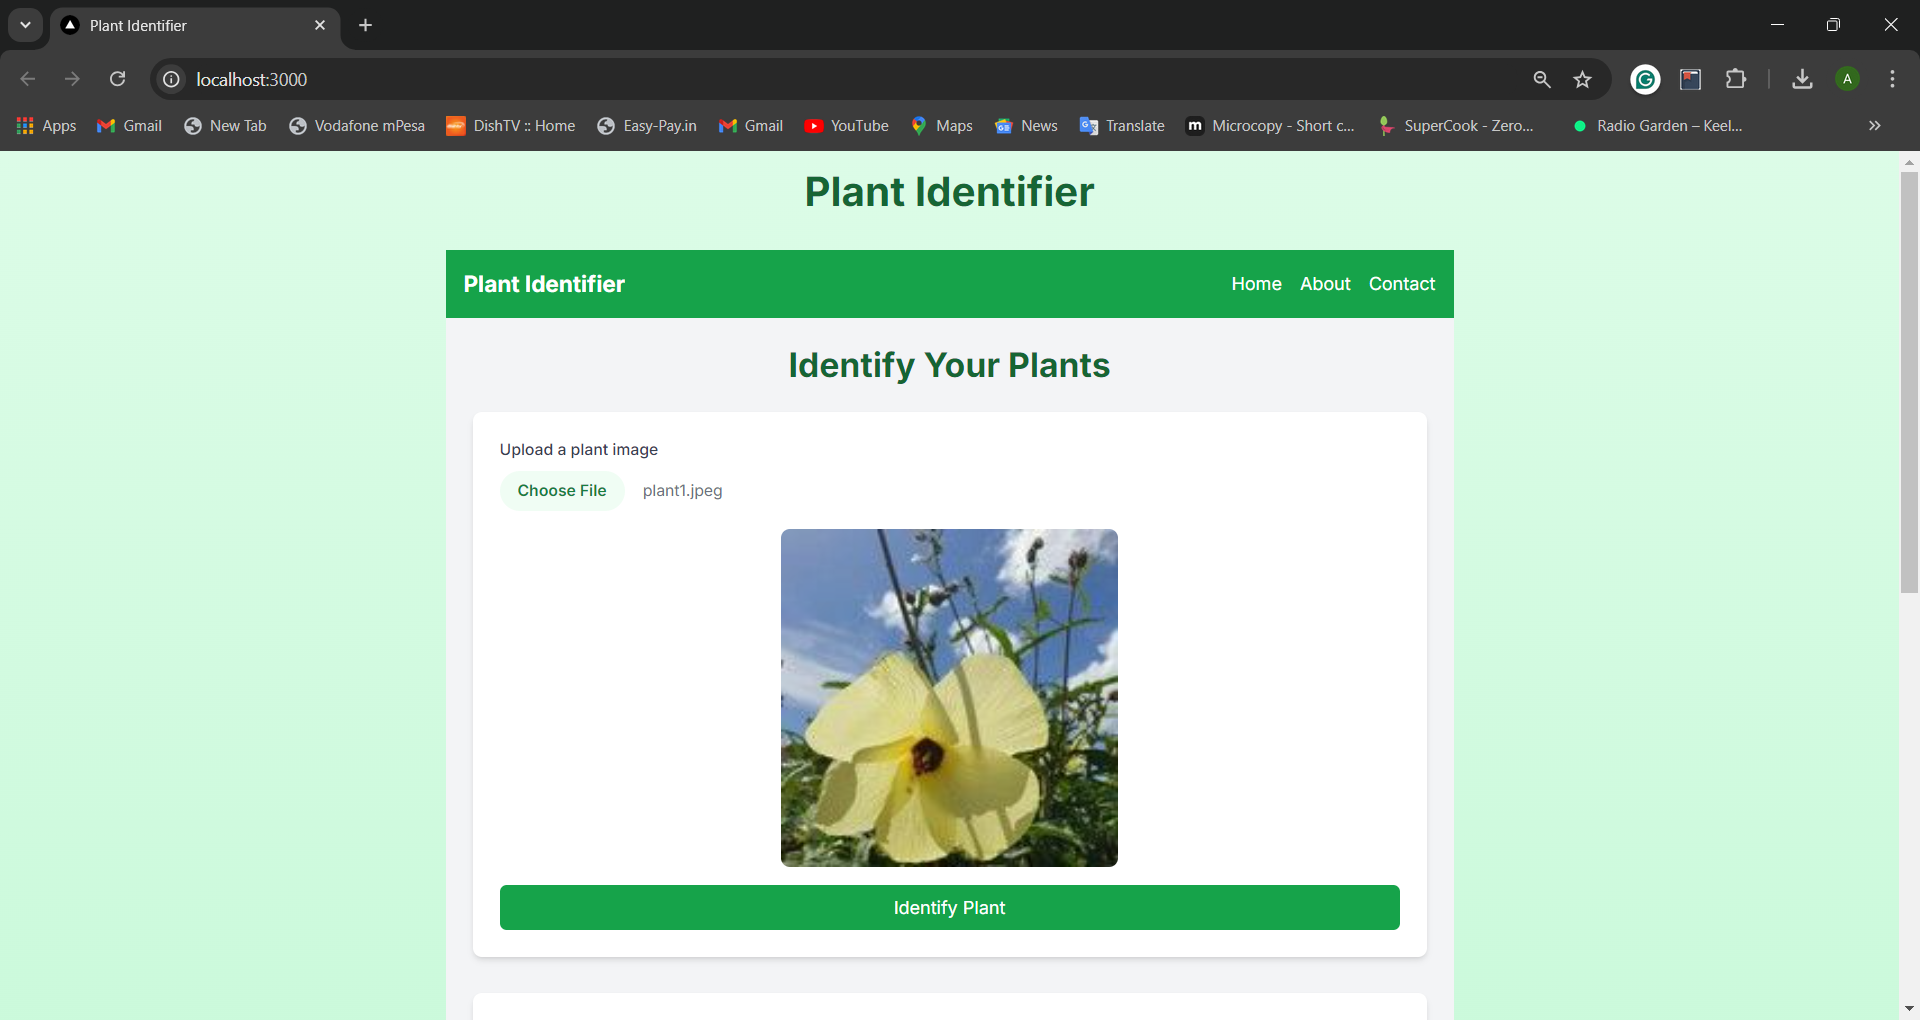 Plant Identifier
localhost:3000
A
Apps Gmail New Tab Vodafone mPesa DishTV :: Home Easy-Pay.in Gmail YouTube Maps News Translate m Microcopy - Short c... SuperCook - Zero... Radio Garden – Keel...
Plant Identifier
Plant Identifier Home About Contact
Identify Your Plants
Upload a plant image
Choose File plant1.jpeg
Identify Plant